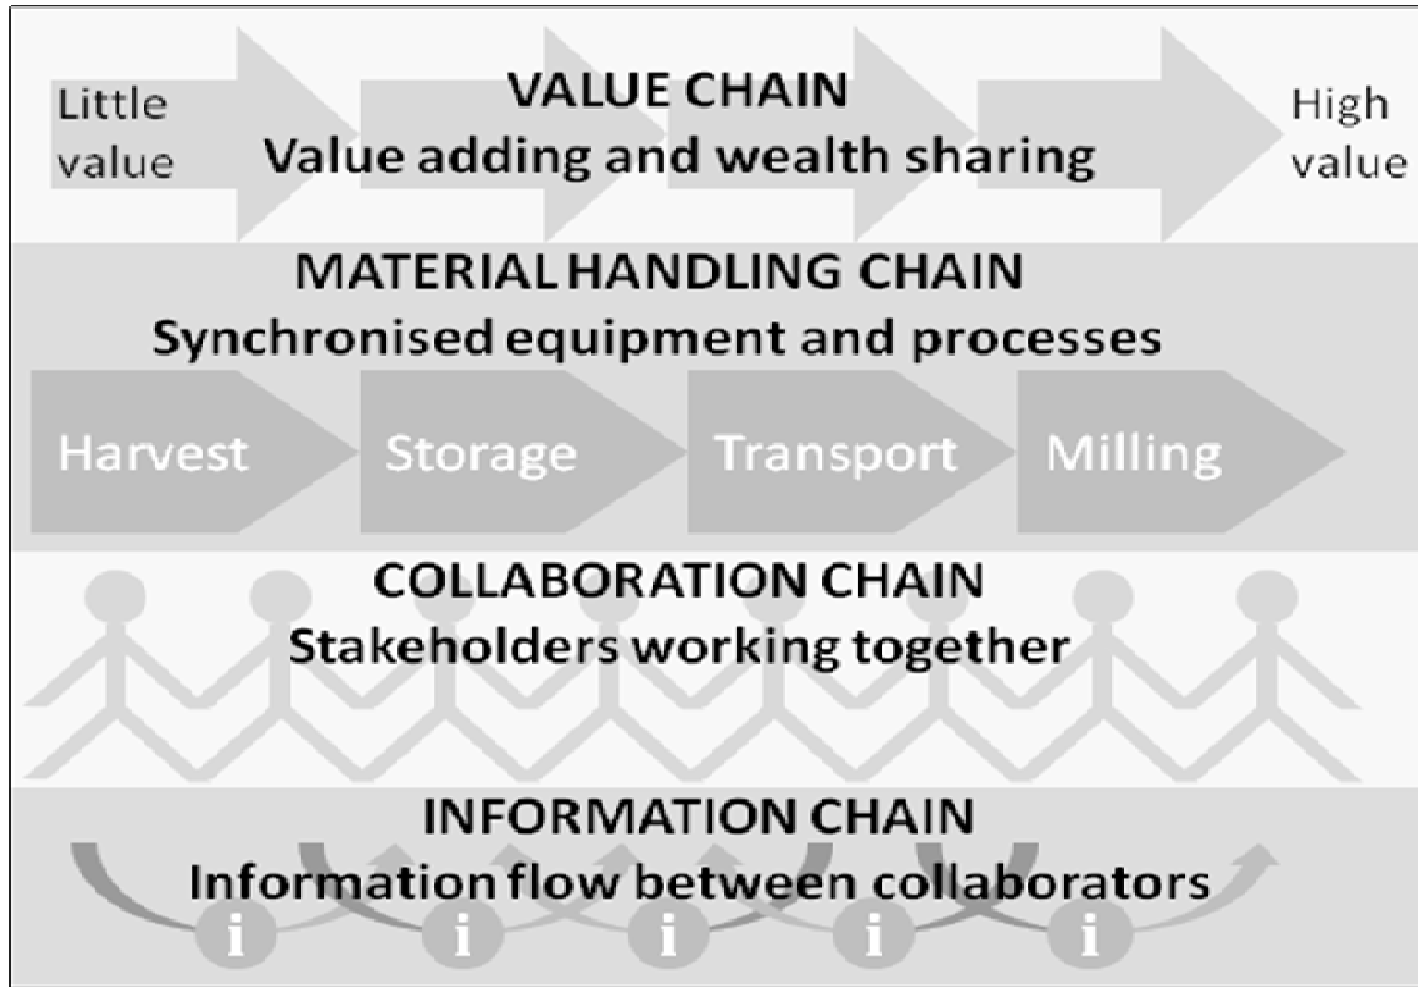 VALUE CHAIN
Little value
Value adding and wealth sharing
High value
MATERIAL HANDLING CHAIN
Synchronised equipment and processes
Harvest Storage Transport Milling
COLLABORATION CHAIN
Stakeholders working together
INFORMATION CHAIN
Information flow between collaborators
i i i i i